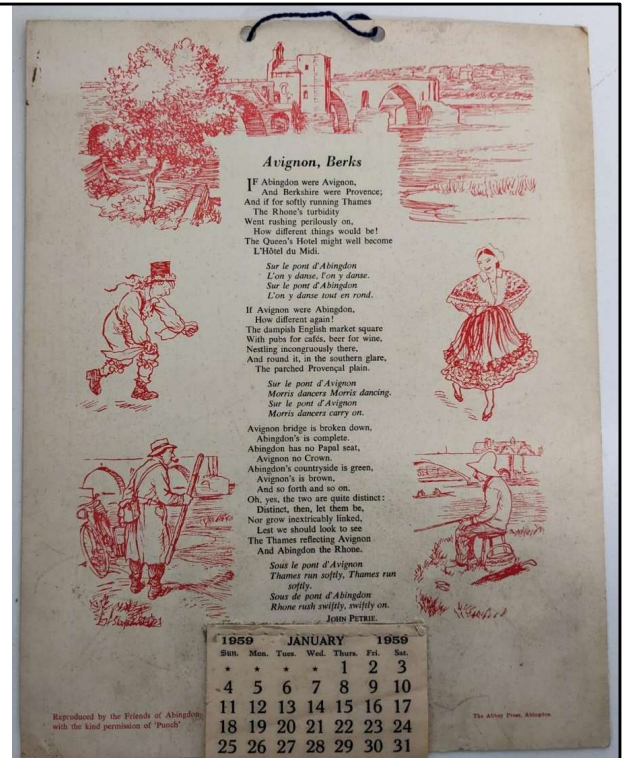 Avignon, Berks
IF Abingdon were Avignon,
And Berkshire were Provence;
And if for softly running Thames
The Rhone's turbidity
Went rushing perilously on,
How different things would be!
The Queen's Hotel might well become
L'Hôtel du Midi.
Sur le pont d'Abingdon
L'on y danse, l'on y danse.
Sur le pont d'Abingdon
L'on y danse tout en rond.
If Avignon were Abingdon,
How different again!
The dampish English market square
With pubs for cafés, beer for wine,
Nestling incongruously there,
And round it, in the southern glare,
The parched Provençal plain.
Sur le pont d'Avignon
Morris dancers Morris dancing.
Sur le pont d'Avignon
Morris dancers carry on.
Avignon bridge is broken down,
Abingdon's is complete.
Abingdon has no Papal seat,
Avignon no Crown.
Abingdon's countryside is green,
Avignon's is brown,
And so forth and so on.
Oh, yes, the two are quite distinct:
Distinct, then, let them be,
Nor grow inextricably linked,
Lest we should look to see
The Thames reflecting Avignon
And Abingdon the Rhone.
Sous le pont d'Avignon
Thames run softly, Thames run
softly.
Sous de pont d'Abingdon
Rhone rush swiftly, swiftly on.
JOHN PETRIE.
1959 JANUARY 1959
Sun. Mon. Tues. Wed. Thurs. Fri. Sat.
* * * * 1 2 3
4 5 6 7 8 9 10
11 12 13 14 15 16 17
18 19 20 21 22 23 24
25 26 27 28 29 30 31
Reproduced by the Friends of Abingdon
with the kind permission of 'Punch'
The Abbey Press, Abingdon.